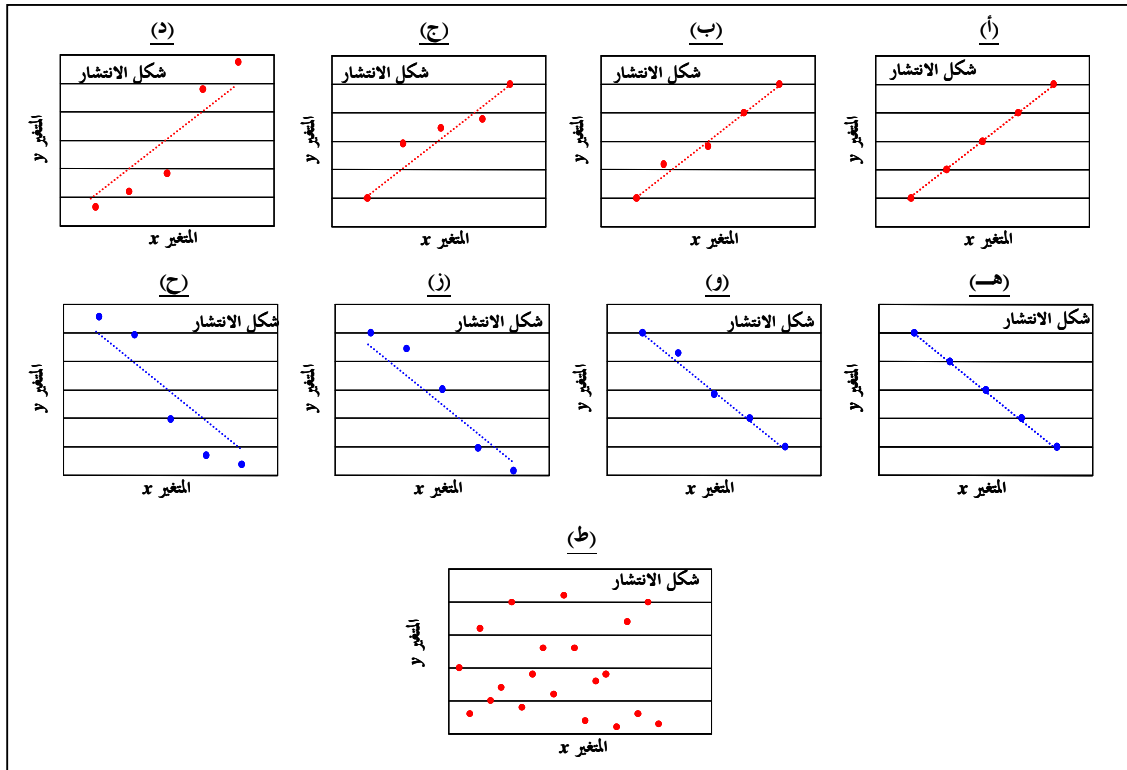 (أ)
شكل الانتشار
المتغير y
المتغير x
(ب)
شكل الانتشار
المتغير y
المتغير x
(ج)
شكل الانتشار
المتغير y
المتغير x
(د)
شكل الانتشار
المتغير y
المتغير x
(هـ)
شكل الانتشار
المتغير y
المتغير x
(و)
شكل الانتشار
المتغير y
المتغير x
(ز)
شكل الانتشار
المتغير y
المتغير x
(ح)
شكل الانتشار
المتغير y
المتغير x
(ط)
شكل الانتشار
المتغير y
المتغير x